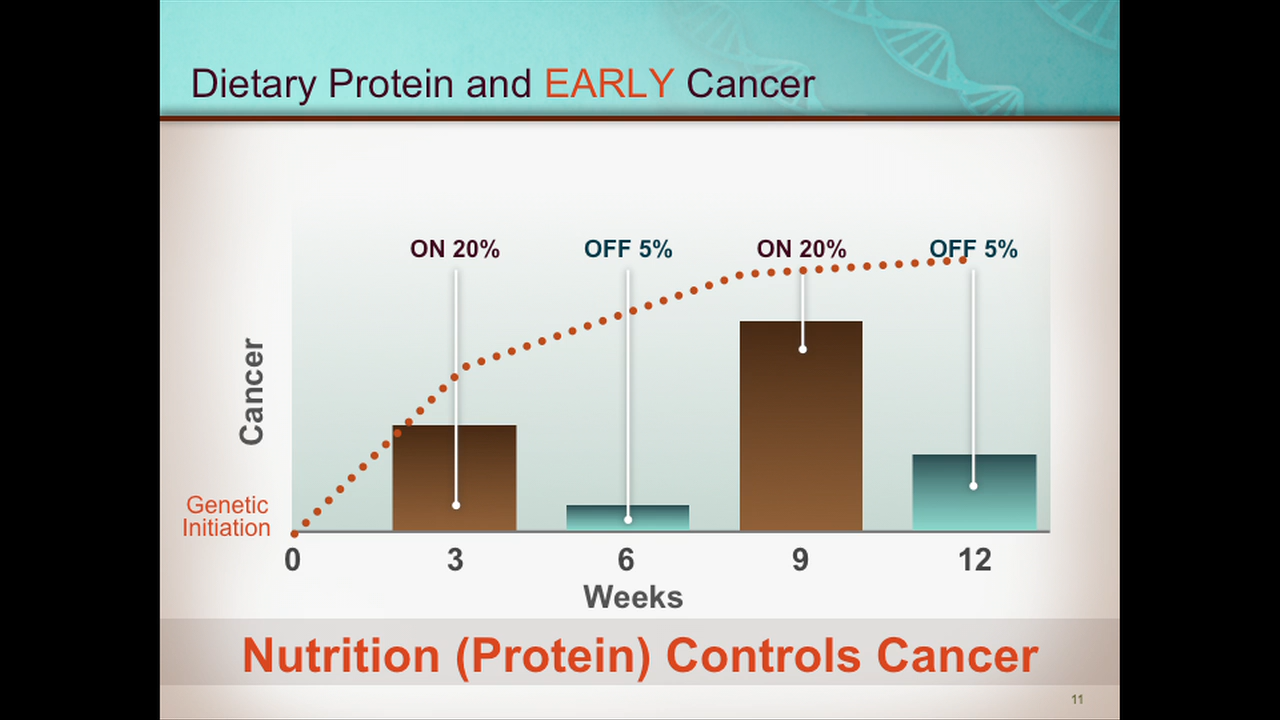 Dietary Protein and EARLY Cancer
ON 20% OFF 5% ON 20% OFF 5%
Cancer
Genetic
Initiation
0 3 6 9 12
Weeks
Nutrition (Protein) Controls Cancer
11